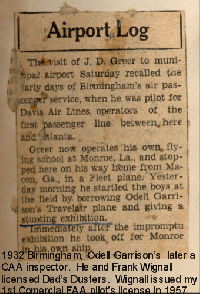 Airport Log
The visit of J. D. Greer to muni-
cipal airport Saturday recalled the
early days of Birmingham's air pas-
senger service, when he was pilot for
Davis Air Lines, operators of the
first passenger line between here
and Atlanta.
Greer now operates his own fly-
ing school at Monroe, La., and stop-
ped here on his way home from Ma-
con, Ga., in a Fleet plane. Yester-
day morning he startled the boys at
the field by borrowing Odell Garri-
son's Travelair plane and giving a
stunting exhibition.
Immediately after the impromptu
exhibition he took off for Monroe
in his own ship.
1932 Birmingham, Odell Garrison's later a
CAA inspector. He and Frank Wignall
licensed Dad's Dusters. Wignall issued my
1st Comercial FAA pilot's license in 1957